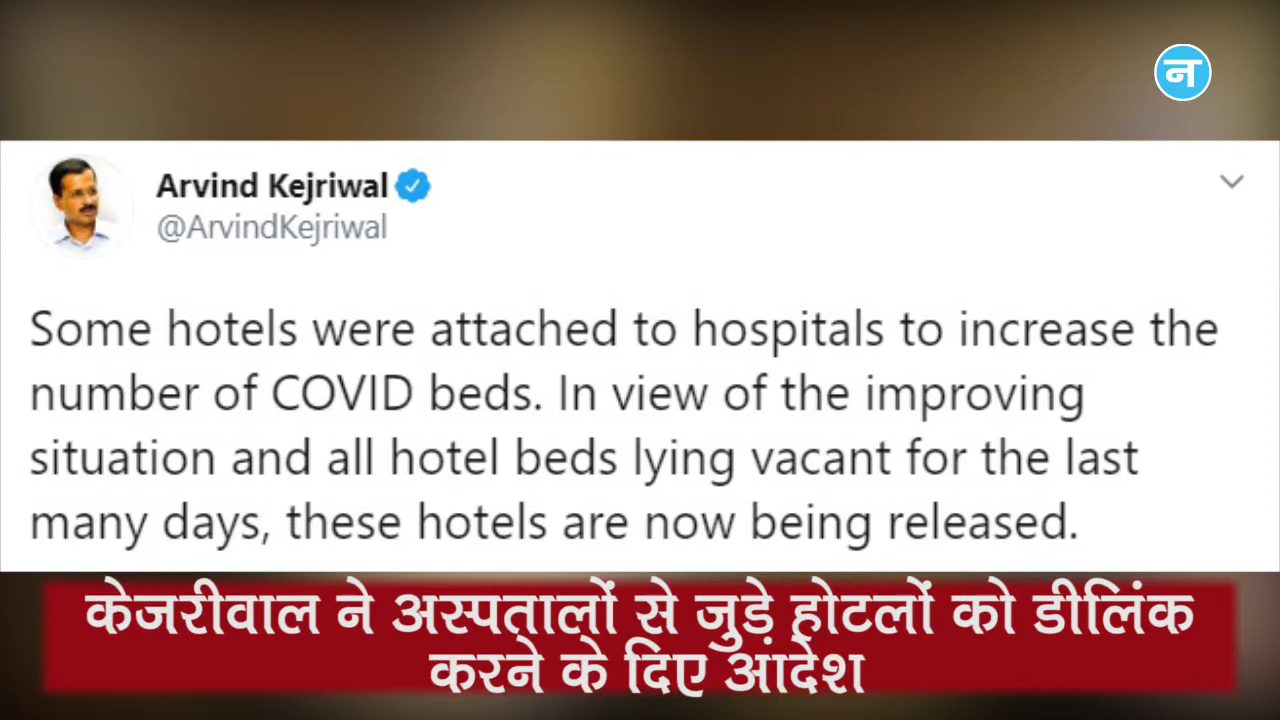 न
Arvind Kejriwal
@ArvindKejriwal
Some hotels were attached to hospitals to increase the
number of COVID beds. In view of the improving
situation and all hotel beds lying vacant for the last
many days, these hotels are now being released.
केजरीवाल ने अस्पतालों से जुड़े होटलों को डीलिंक
करने के दिए आदेश